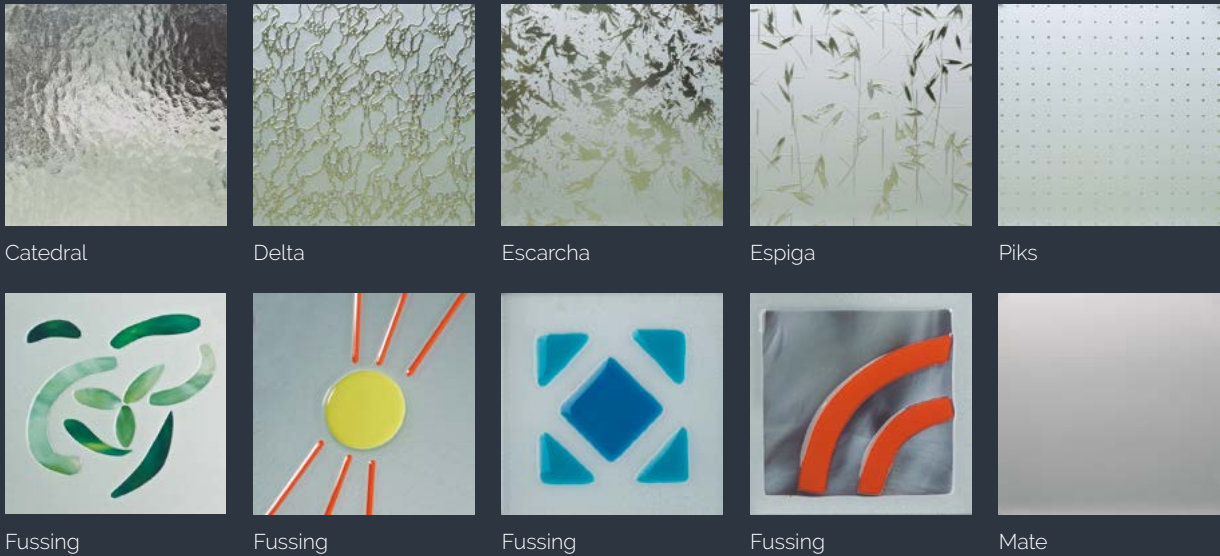 Catedral
Delta
Escarcha
Espiga
Piks
Fussing
Fussing
Fussing
Fussing
Mate